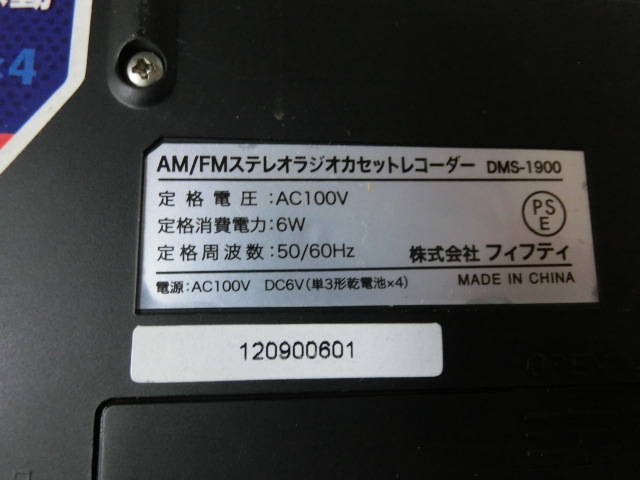 ×4
AM/FMステレオラジオカセットレコーダー DMS-1900
定格電圧:AC100V
定格消費電力:6W
定格周波数:50/60Hz
PS
E
株式会社 フィフティ
電源:AC100V DC6V(単3形乾電池×4)
MADE IN CHINA
120900601
OPEN